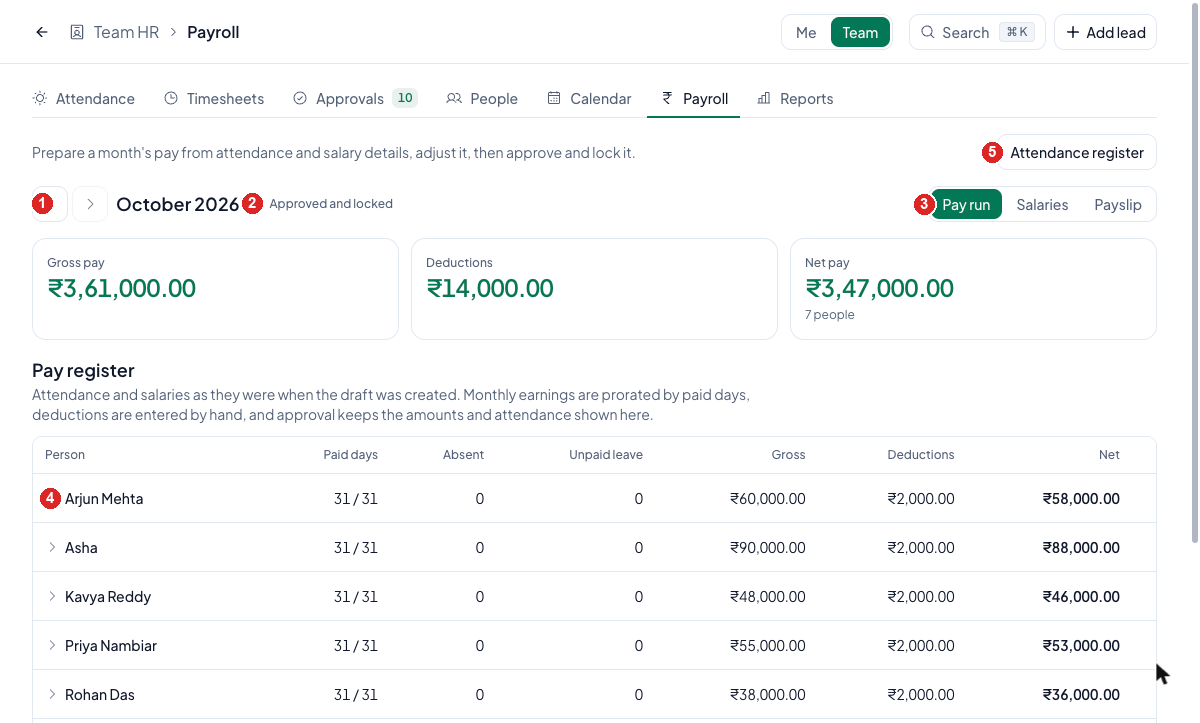 Team HR > Payroll
Me Team Search ⌘ K + Add lead
Attendance Timesheets Approvals 10 People Calendar ₹ Payroll Reports
Prepare a month's pay from attendance and salary details, adjust it, then approve and lock it.
5 Attendance register
1 October 2026 2 Approved and locked
3 Pay run Salaries Payslip
Gross pay Deductions Net pay
₹3,61,000.00 ₹14,000.00 ₹3,47,000.00
7 people
Pay register
Attendance and salaries as they were when the draft was created. Monthly earnings are prorated by paid days,
deductions are entered by hand, and approval keeps the amounts and attendance shown here.
Person Paid days Absent Unpaid leave Gross Deductions Net
4 Arjun Mehta 31 / 31 0 0 ₹60,000.00 ₹2,000.00 ₹58,000.00
Asha 31 / 31 0 0 ₹90,000.00 ₹2,000.00 ₹88,000.00
Kavya Reddy 31 / 31 0 0 ₹48,000.00 ₹2,000.00 ₹46,000.00
Priya Nambiar 31 / 31 0 0 ₹55,000.00 ₹2,000.00 ₹53,000.00
Rohan Das 31 / 31 0 0 ₹38,000.00 ₹2,000.00 ₹36,000.00